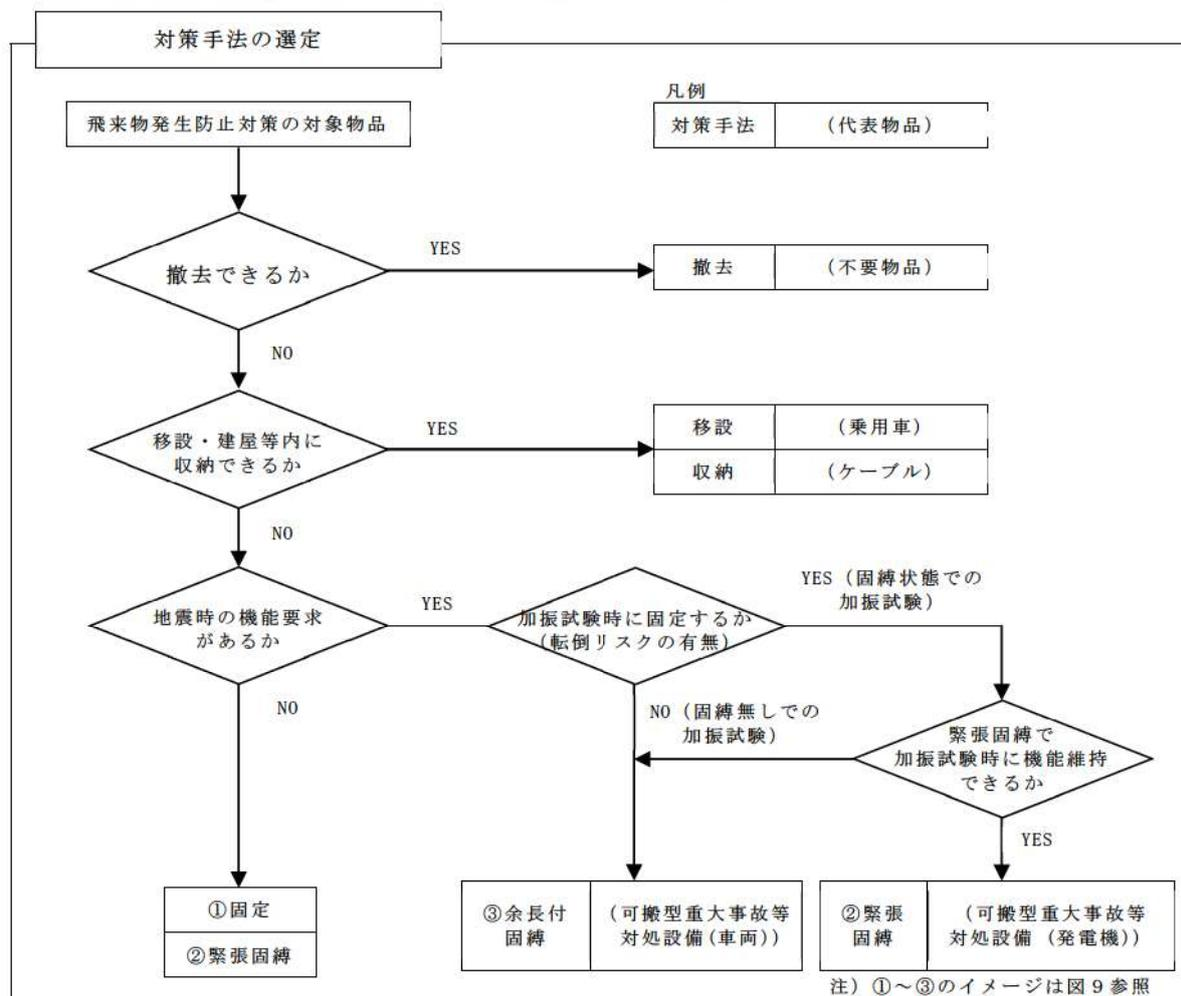 対策手法の選定
飛来物発生防止対策の対象物品
凡例
対策手法 (代表物品)
撤去できるか
YES
撤去 (不要物品)
NO
移設・建屋等内に
収納できるか
YES
移設 (乗用車)
収納 (ケーブル)
NO
地震時の機能要求
があるか
YES
加振試験時に固定するか
(転倒リスクの有無)
YES (固縛状態での
加振試験)
NO
NO (固縛無しでの
加振試験)
緊張固縛で
加振試験時に機能維持
できるか
YES
①固定
②緊張固縛
③余長付
固縛
(可搬型重大事故等
対処設備(車両))
②緊張
固縛
(可搬型重大事故等
対処設備 (発電機))
注) ①～③のイメージは図9参照